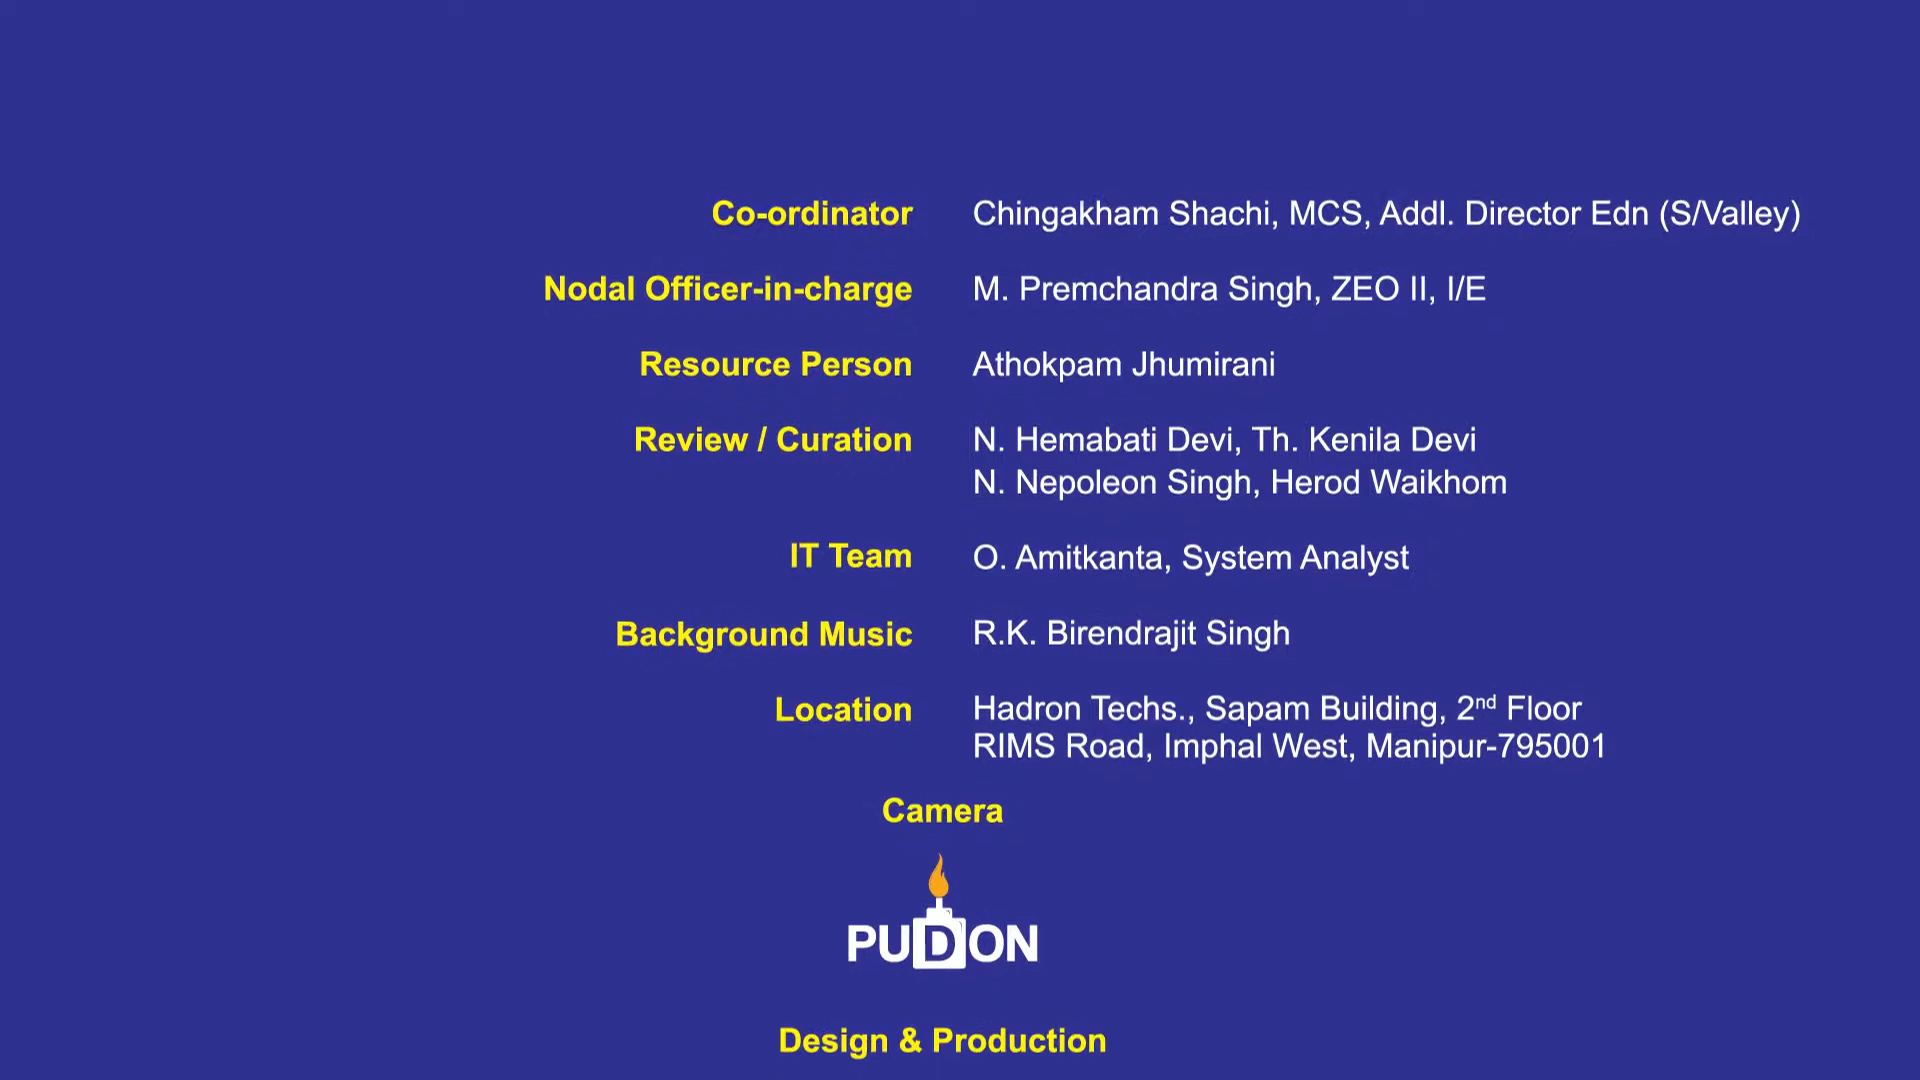 Co-ordinator Chingakham Shachi, MCS, Addl. Director Edn (S/Valley)
Nodal Officer-in-charge M. Premchandra Singh, ZEO II, I/E
Resource Person Athokpam Jhumirani
Review / Curation N. Hemabati Devi, Th. Kenila Devi
N. Nepoleon Singh, Herod Waikhom
IT Team O. Amitkanta, System Analyst
Background Music R.K. Birendrajit Singh
Location Hadron Techs., Sapam Building, 2nd Floor
RIMS Road, Imphal West, Manipur-795001
Camera
PUDON
Design & Production